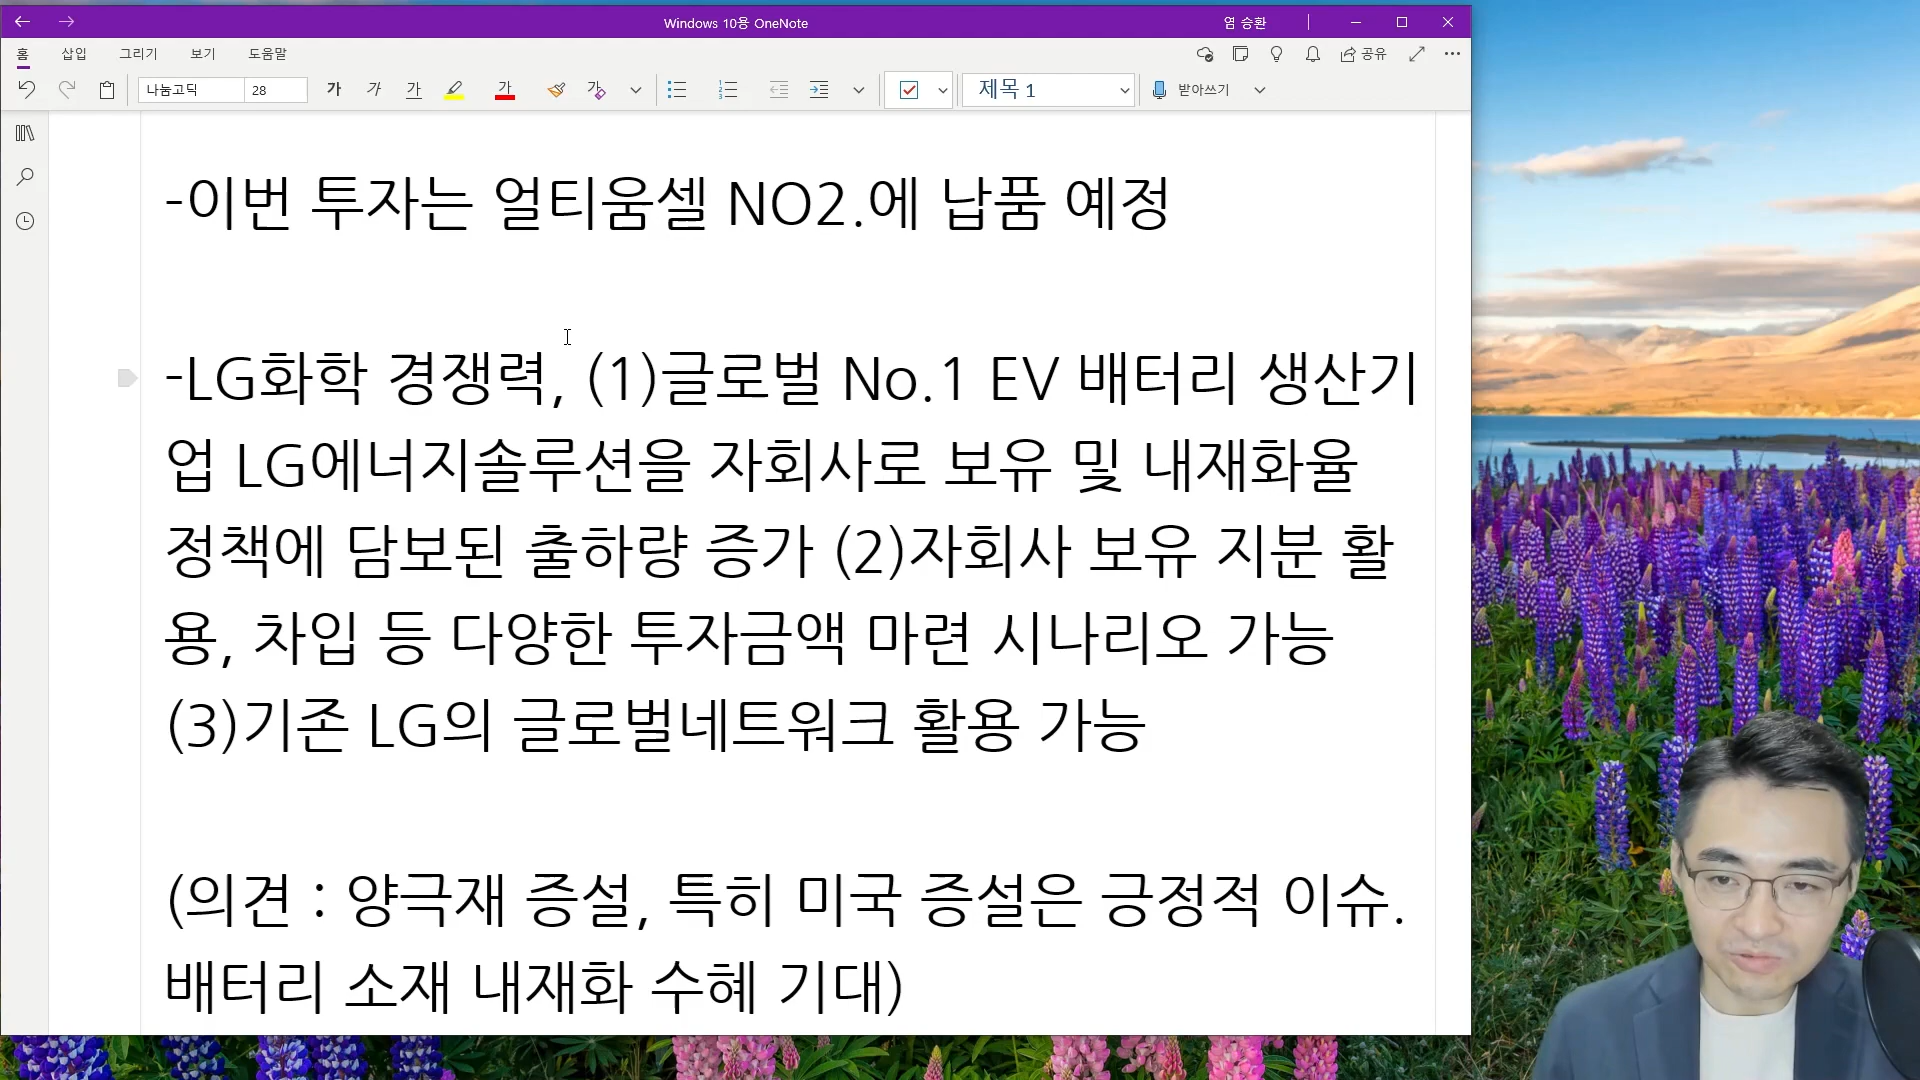 Windows 10용 OneNote
염 승환
홈 삽입 그리기 보기 도움말 공유
나눔고딕 28 가 가 가 가 가 제목 1 받아쓰기
-이번 투자는 얼티움셀 NO2.에 납품 예정
-LG화학 경쟁력, (1)글로벌 No.1 EV 배터리 생산기
업 LG에너지솔루션을 자회사로 보유 및 내재화율
정책에 담보된 출하량 증가 (2)자회사 보유 지분 활
용, 차입 등 다양한 투자금액 마련 시나리오 가능
(3)기존 LG의 글로벌네트워크 활용 가능
(의견 : 양극재 증설, 특히 미국 증설은 긍정적 이슈.
배터리 소재 내재화 수혜 기대)